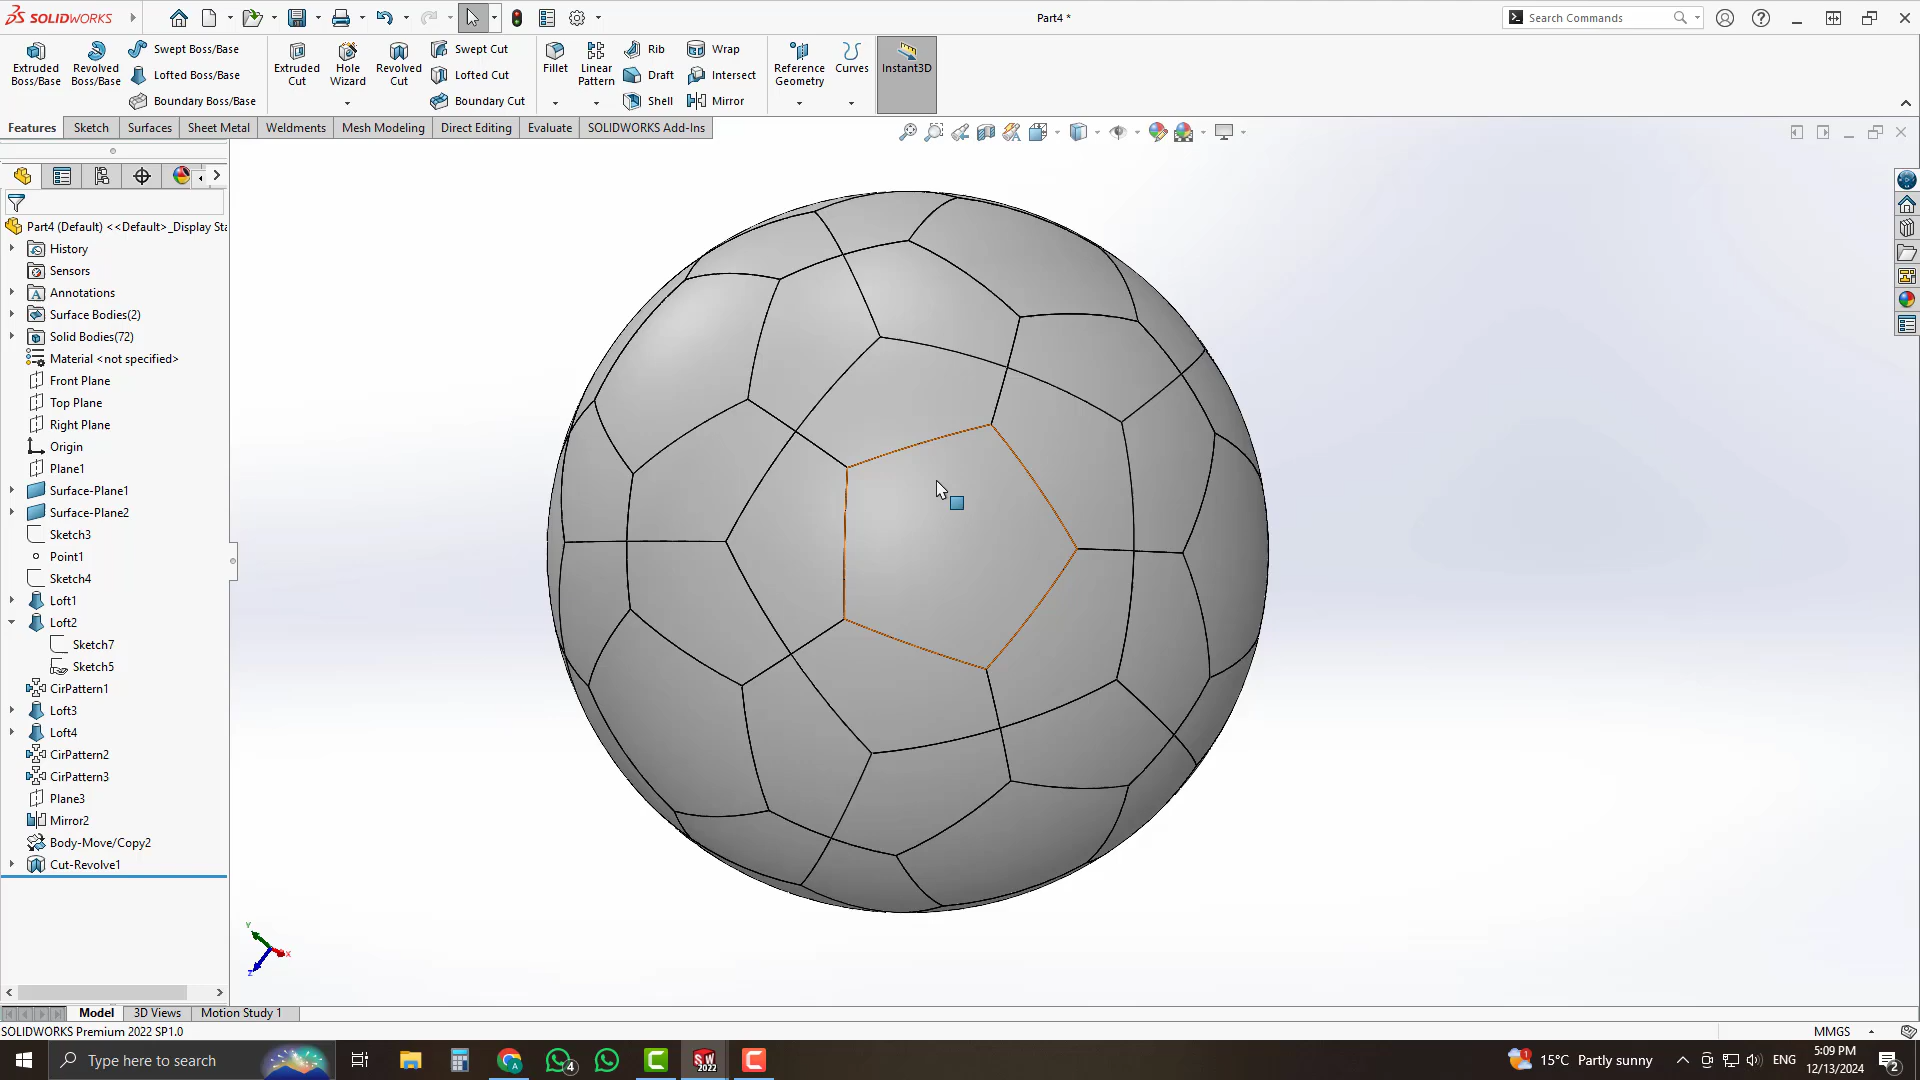 SOLIDWORKS
Part4 *
Search Commands
Extruded Boss/Base
Revolved Boss/Base
Swept Boss/Base
Lofted Boss/Base
Boundary Boss/Base
Extruded Cut
Hole Wizard
Revolved Cut
Swept Cut
Lofted Cut
Boundary Cut
Fillet
Linear Pattern
Rib
Draft
Shell
Wrap
Intersect
Mirror
Reference Geometry
Curves
Instant3D
Features
Sketch
Surfaces
Sheet Metal
Weldments
Mesh Modeling
Direct Editing
Evaluate
SOLIDWORKS Add-Ins
Part4 (Default) <<Default>_Display Sta
History
Sensors
Annotations
Surface Bodies(2)
Solid Bodies(72)
Material <not specified>
Front Plane
Top Plane
Right Plane
Origin
Plane1
Surface-Plane1
Surface-Plane2
Sketch3
Point1
Sketch4
Loft1
Loft2
Sketch7
Sketch5
CirPattern1
Loft3
Loft4
CirPattern2
CirPattern3
Plane3
Mirror2
Body-Move/Copy2
Cut-Revolve1
Y
X
Z
Model
3D Views
Motion Study 1
SOLIDWORKS Premium 2022 SP1.0
MMGS
Type here to search
4
SW 2022
1
15°C Partly sunny
ENG
5:09 PM
12/13/2024
2